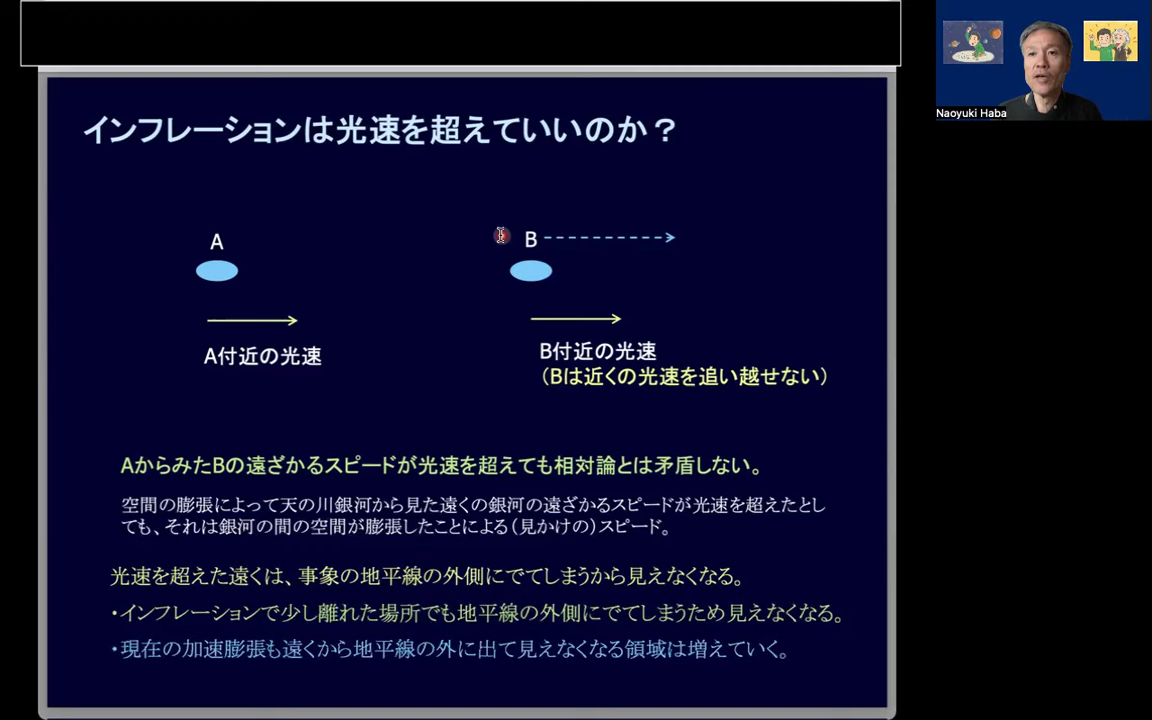 インフレーションは光速を超えていいのか？
A
B
A付近の光速
B付近の光速
（Bは近くの光速を追い越せない）
AからみたBの遠ざかるスピードが光速を超えても相対論とは矛盾しない。
空間の膨張によって天の川銀河から見た遠くの銀河の遠ざかるスピードが光速を超えたとし
ても、それは銀河の間の空間が膨張したことによる（見かけの）スピード。
光速を超えた遠くは、事象の地平線の外側にでてしまうから見えなくなる。
・インフレーションで少し離れた場所でも地平線の外側にでてしまうため見えなくなる。
・現在の加速膨張も遠くから地平線の外に出て見えなくなる領域は増えていく。
Naoyuki Haba